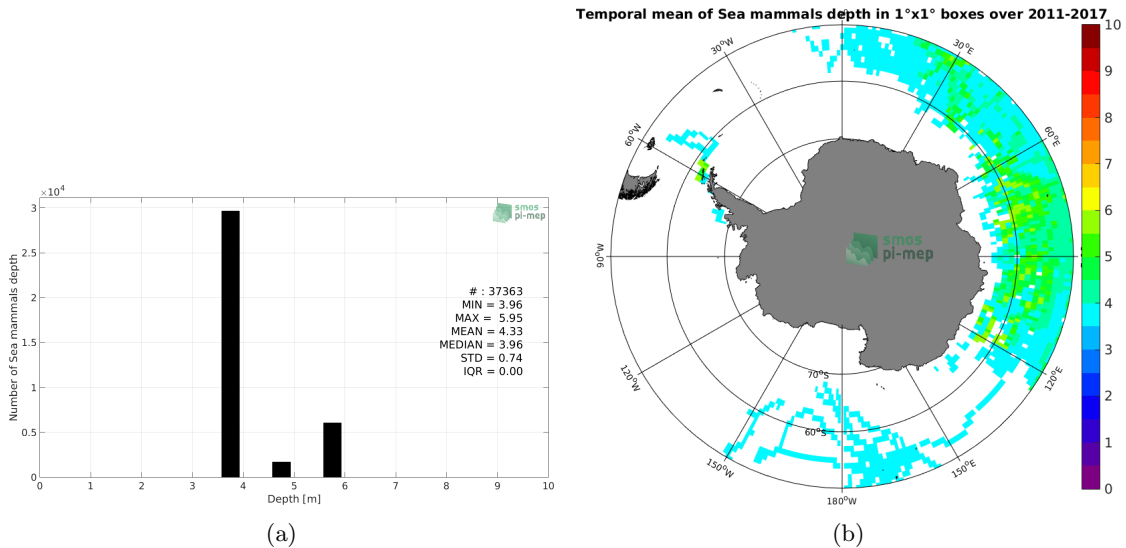 ×10⁴
3
2.5
2
1.5
1
0.5
0
Number of Sea mammals depth
smos
pi-mep
# : 37363
MIN = 3.96
MAX = 5.95
MEAN = 4.33
MEDIAN = 3.96
STD = 0.74
IQR = 0.00
0 1 2 3 4 5 6 7 8 9 10
Depth [m]
(a)
Temporal mean of Sea mammals depth in 1°x1° boxes over 2011-2017
30°W
30°E
60°W
60°E
90°W
smos
pi-mep
120°W
120°E
70°S
60°S
150°W
150°E
180°W
10
9
8
7
6
5
4
3
2
1
0
(b)